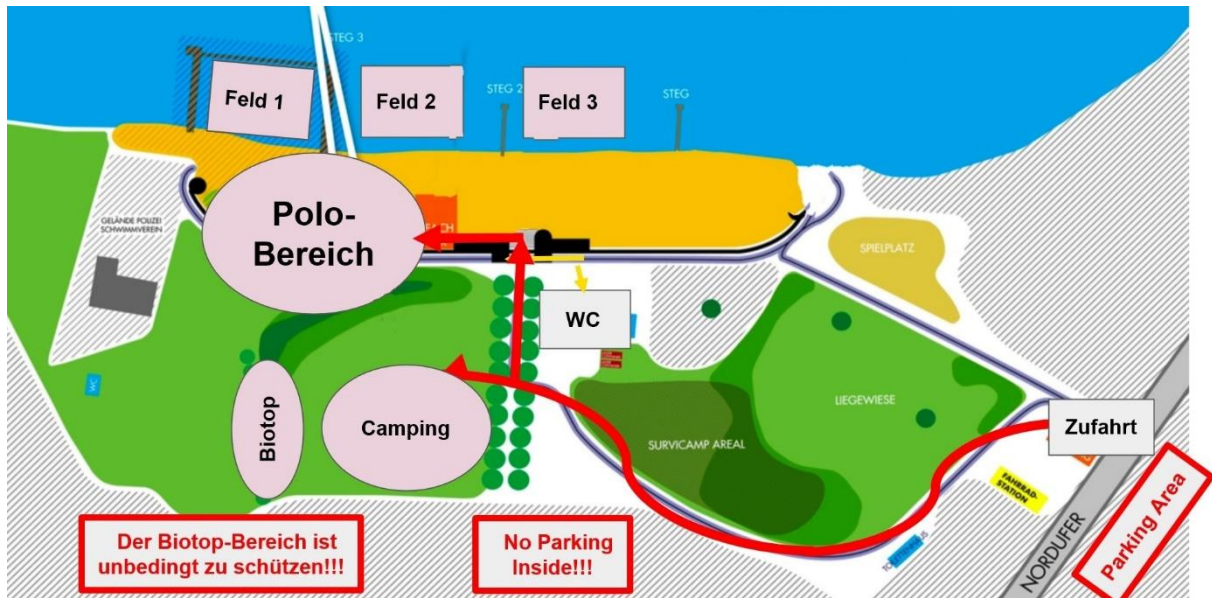 STEG 3
Feld 1
Feld 2
STEG 2
Feld 3
STEG
GELÄNDE POLIZEI
SCHWIMMVEREIN
Polo-
Bereich
SPIELPLATZ
WC
WC
Biotop
Camping
SURVICAMP AREAL
LIEGEWIESE
Zufahrt
FAHRRAD-
STATION
NORDUFER
Parking Area
Der Biotop-Bereich ist
unbedingt zu schützen!!!
No Parking
Inside!!!